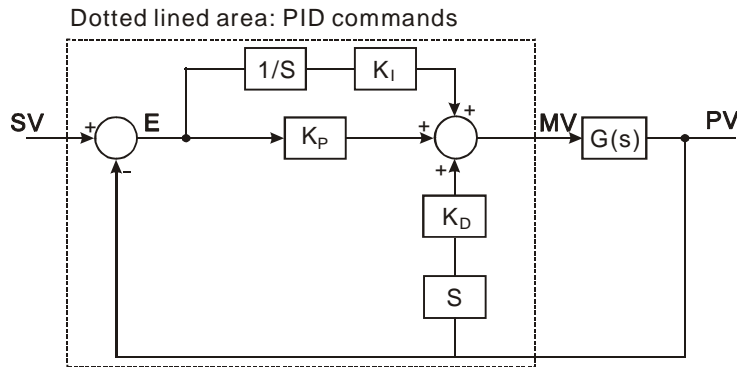 Dotted lined area: PID commands
1/S
K_I
+
SV
+
E
K_P
+
MV
G(s)
PV
-
+
K_D
S